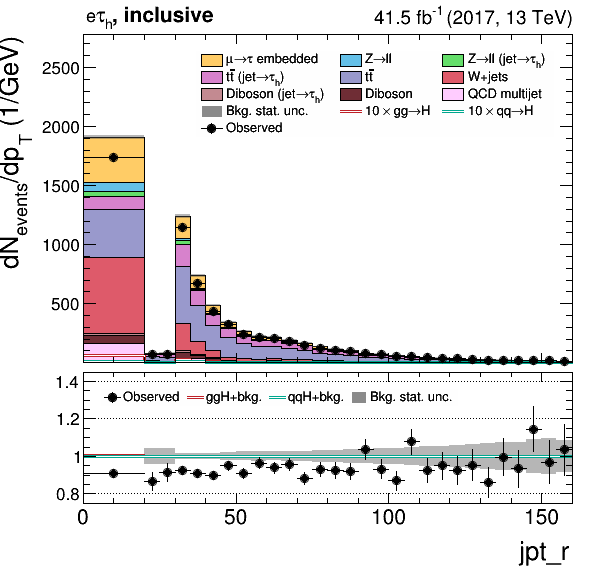 eτh, inclusive
41.5 fb-1 (2017, 13 TeV)
dNevents/dpT (1/GeV)
2500
2000
1500
1000
500
μ→τ embedded
Z→ll
Z→ll (jet→τh)
tt̄ (jet→τh)
tt̄
W+jets
Diboson (jet→τh)
Diboson
QCD multijet
Bkg. stat. unc.
10 × gg→H
10 × qq→H
Observed
1.4
1.2
1
0.8
Observed
ggH+bkg.
qqH+bkg.
Bkg. stat. unc.
0
50
100
150
jpt_r